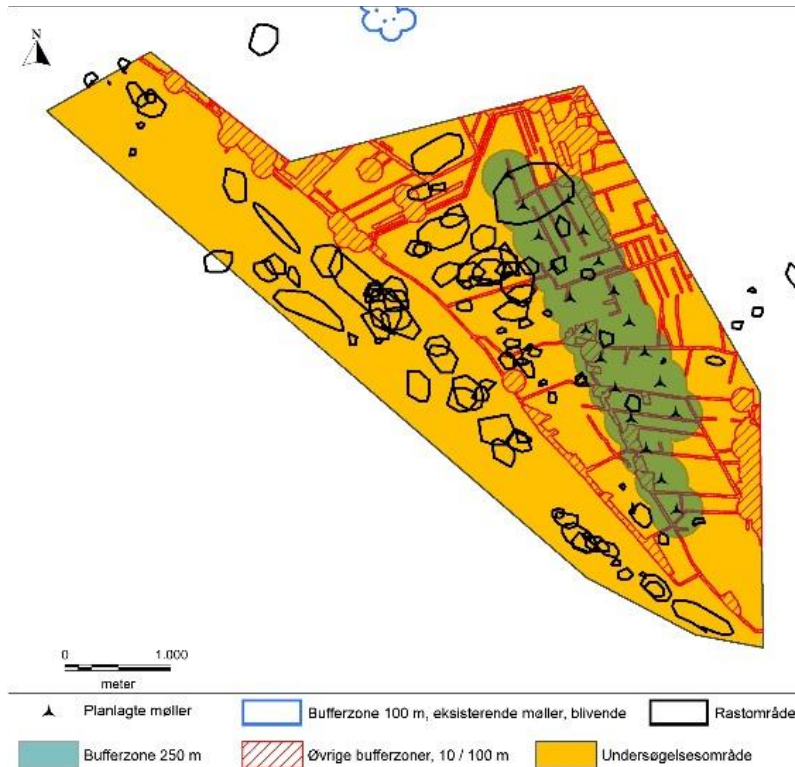 N
0 1.000
meter
Planlagte møller Bufferzone 100 m, eksisterende møller, blivende Rastområde
Bufferzone 250 m Øvrige bufferzoner, 10 / 100 m Undersøgelsesområde